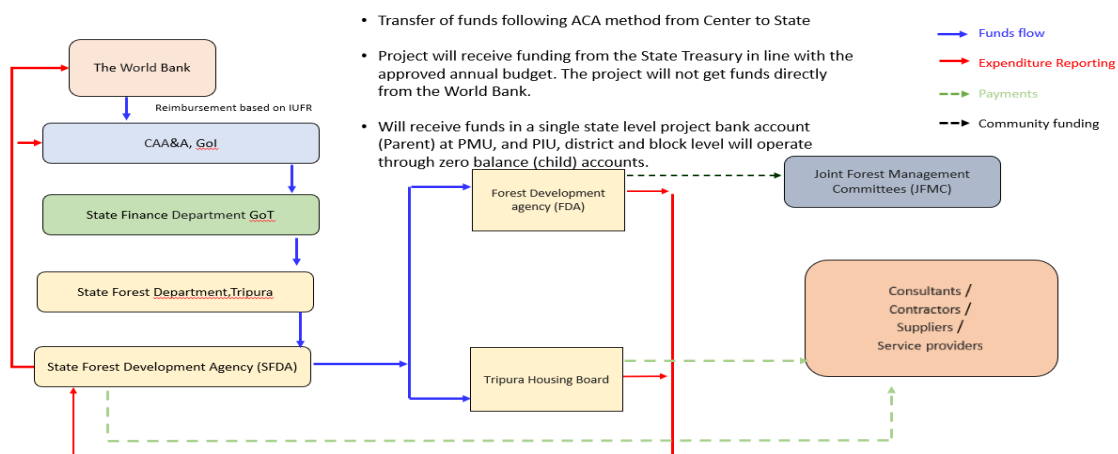 • Transfer of funds following ACA method from Center to State
• Project will receive funding from the State Treasury in line with the
approved annual budget. The project will not get funds directly
from the World Bank.
• Will receive funds in a single state level project bank account
(Parent) at PMU, and PIU, district and block level will operate
through zero balance (child) accounts.
Funds flow
Expenditure Reporting
Payments
Community funding
The World Bank
Reimbursement based on IUFR
CAA&A, GoI
State Finance Department GoT
State Forest Department,Tripura
State Forest Development Agency (SFDA)
Forest Development
agency (FDA)
Tripura Housing Board
Joint Forest Management
Committees (JFMC)
Consultants /
Contractors /
Suppliers /
Service providers